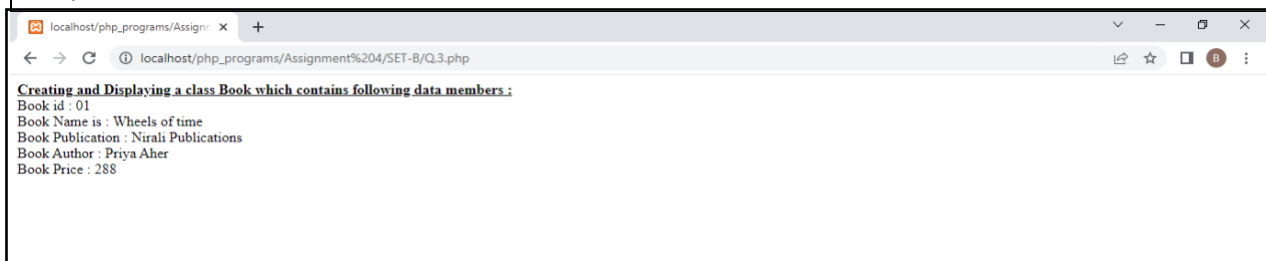 localhost/php_programs/Assignm
localhost/php_programs/Assignment%204/SET-B/Q.3.php
B
Creating and Displaying a class Book which contains following data members :
Book id : 01
Book Name is : Wheels of time
Book Publication : Nirali Publications
Book Author : Priya Aher
Book Price : 288